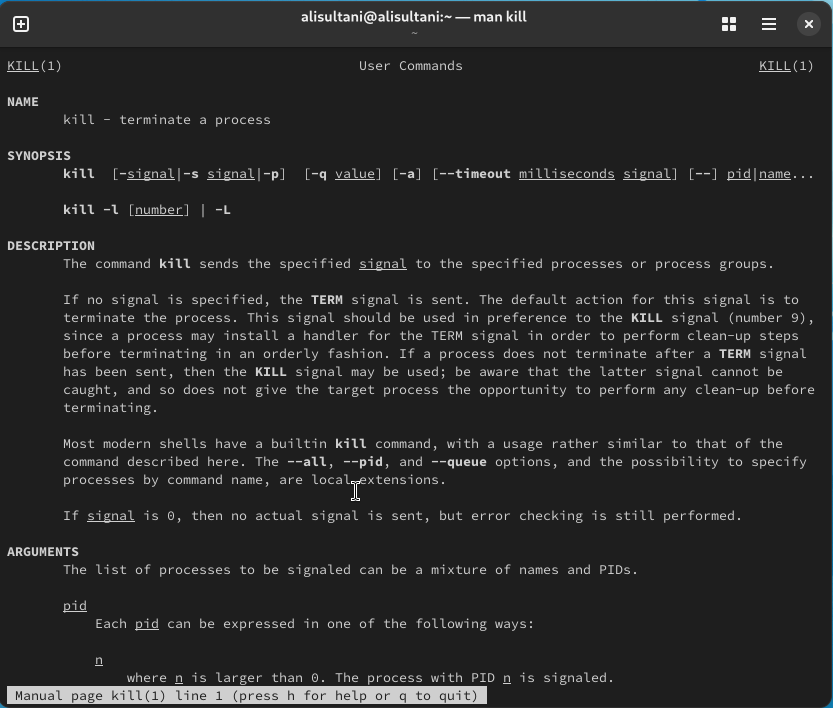 alisultani@alisultani:~ — man kill
~
KILL(1) User Commands KILL(1)
NAME
kill - terminate a process
SYNOPSIS
kill [-signal|-s signal|-p] [-q value] [-a] [--timeout milliseconds signal] [--] pid|name...
kill -l [number] | -L
DESCRIPTION
The command kill sends the specified signal to the specified processes or process groups.
If no signal is specified, the TERM signal is sent. The default action for this signal is to
terminate the process. This signal should be used in preference to the KILL signal (number 9),
since a process may install a handler for the TERM signal in order to perform clean-up steps
before terminating in an orderly fashion. If a process does not terminate after a TERM signal
has been sent, then the KILL signal may be used; be aware that the latter signal cannot be
caught, and so does not give the target process the opportunity to perform any clean-up before
terminating.
Most modern shells have a builtin kill command, with a usage rather similar to that of the
command described here. The --all, --pid, and --queue options, and the possibility to specify
processes by command name, are local extensions.
If signal is 0, then no actual signal is sent, but error checking is still performed.
ARGUMENTS
The list of processes to be signaled can be a mixture of names and PIDs.
pid
Each pid can be expressed in one of the following ways:
n
where n is larger than 0. The process with PID n is signaled.
Manual page kill(1) line 1 (press h for help or q to quit)